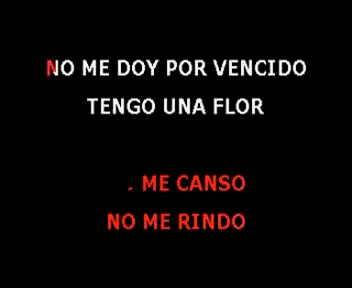 NO ME DOY POR VENCIDO
TENGO UNA FLOR
. ME CANSO
NO ME RINDO